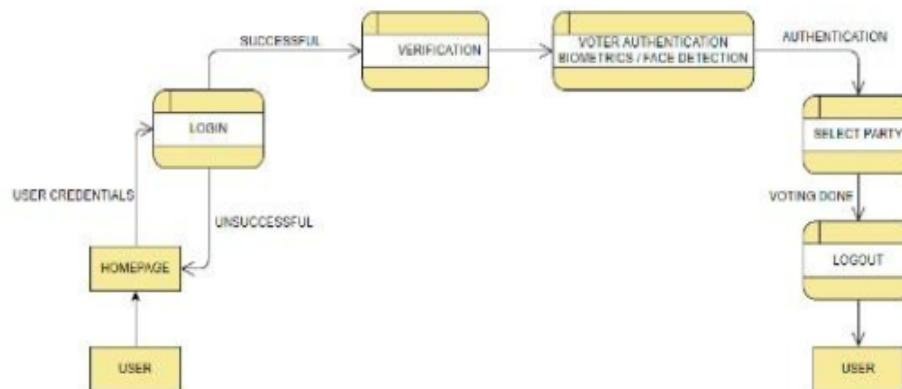 SUCCESSFUL
VERIFICATION
VOTER AUTHENTICATION
BIOMETRICS / FACE DETECTION
AUTHENTICATION
LOGIN
SELECT PARTY
USER CREDENTIALS
VOTING DONE
UNSUCCESSFUL
HOMEPAGE
LOGOUT
USER
USER